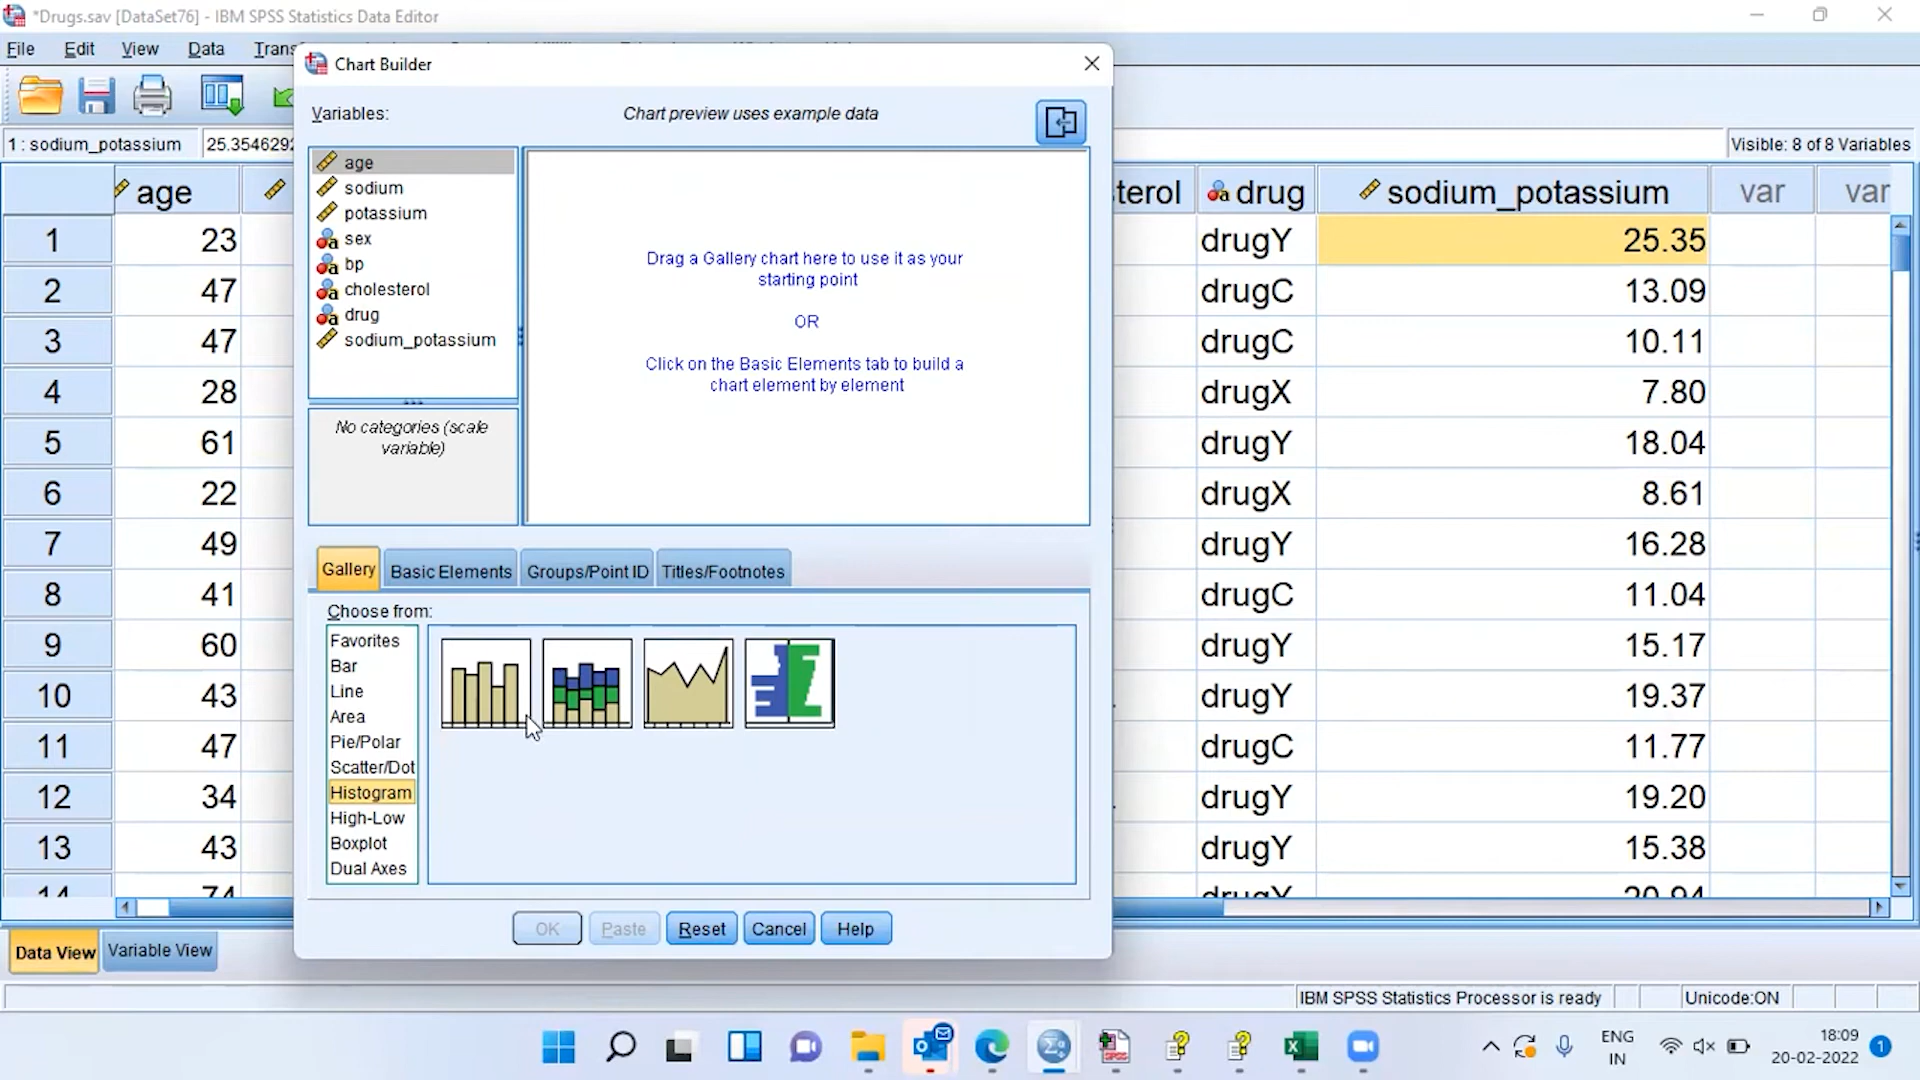 *Drugs.sav [DataSet76] - IBM SPSS Statistics Data Editor
File Edit View Data
Chart Builder
Variables: Chart preview uses example data
1 : sodium_potassium 25.3546292 Visible: 8 of 8 Variables
age
sodium
potassium
sex
bp
cholesterol
drug
sodium_potassium
No categories (scale
variable)
Drag a Gallery chart here to use it as your
starting point
OR
Click on the Basic Elements tab to build a
chart element by element
Gallery Basic Elements Groups/Point ID Titles/Footnotes
Choose from:
Favorites
Bar
Line
Area
Pie/Polar
Scatter/Dot
Histogram
High-Low
Boxplot
Dual Axes
OK Paste Reset Cancel Help
age terol drug sodium_potassium var var
1 23 drugY 25.35
2 47 drugC 13.09
3 47 drugC 10.11
4 28 drugX 7.80
5 61 drugY 18.04
6 22 drugX 8.61
7 49 drugY 16.28
8 41 drugC 11.04
9 60 drugY 15.17
10 43 drugY 19.37
11 47 drugC 11.77
12 34 drugY 19.20
13 43 drugY 15.38
14 74 drugY 20.94
Data View Variable View
IBM SPSS Statistics Processor is ready Unicode:ON
ENG
IN
18:09
20-02-2022
1